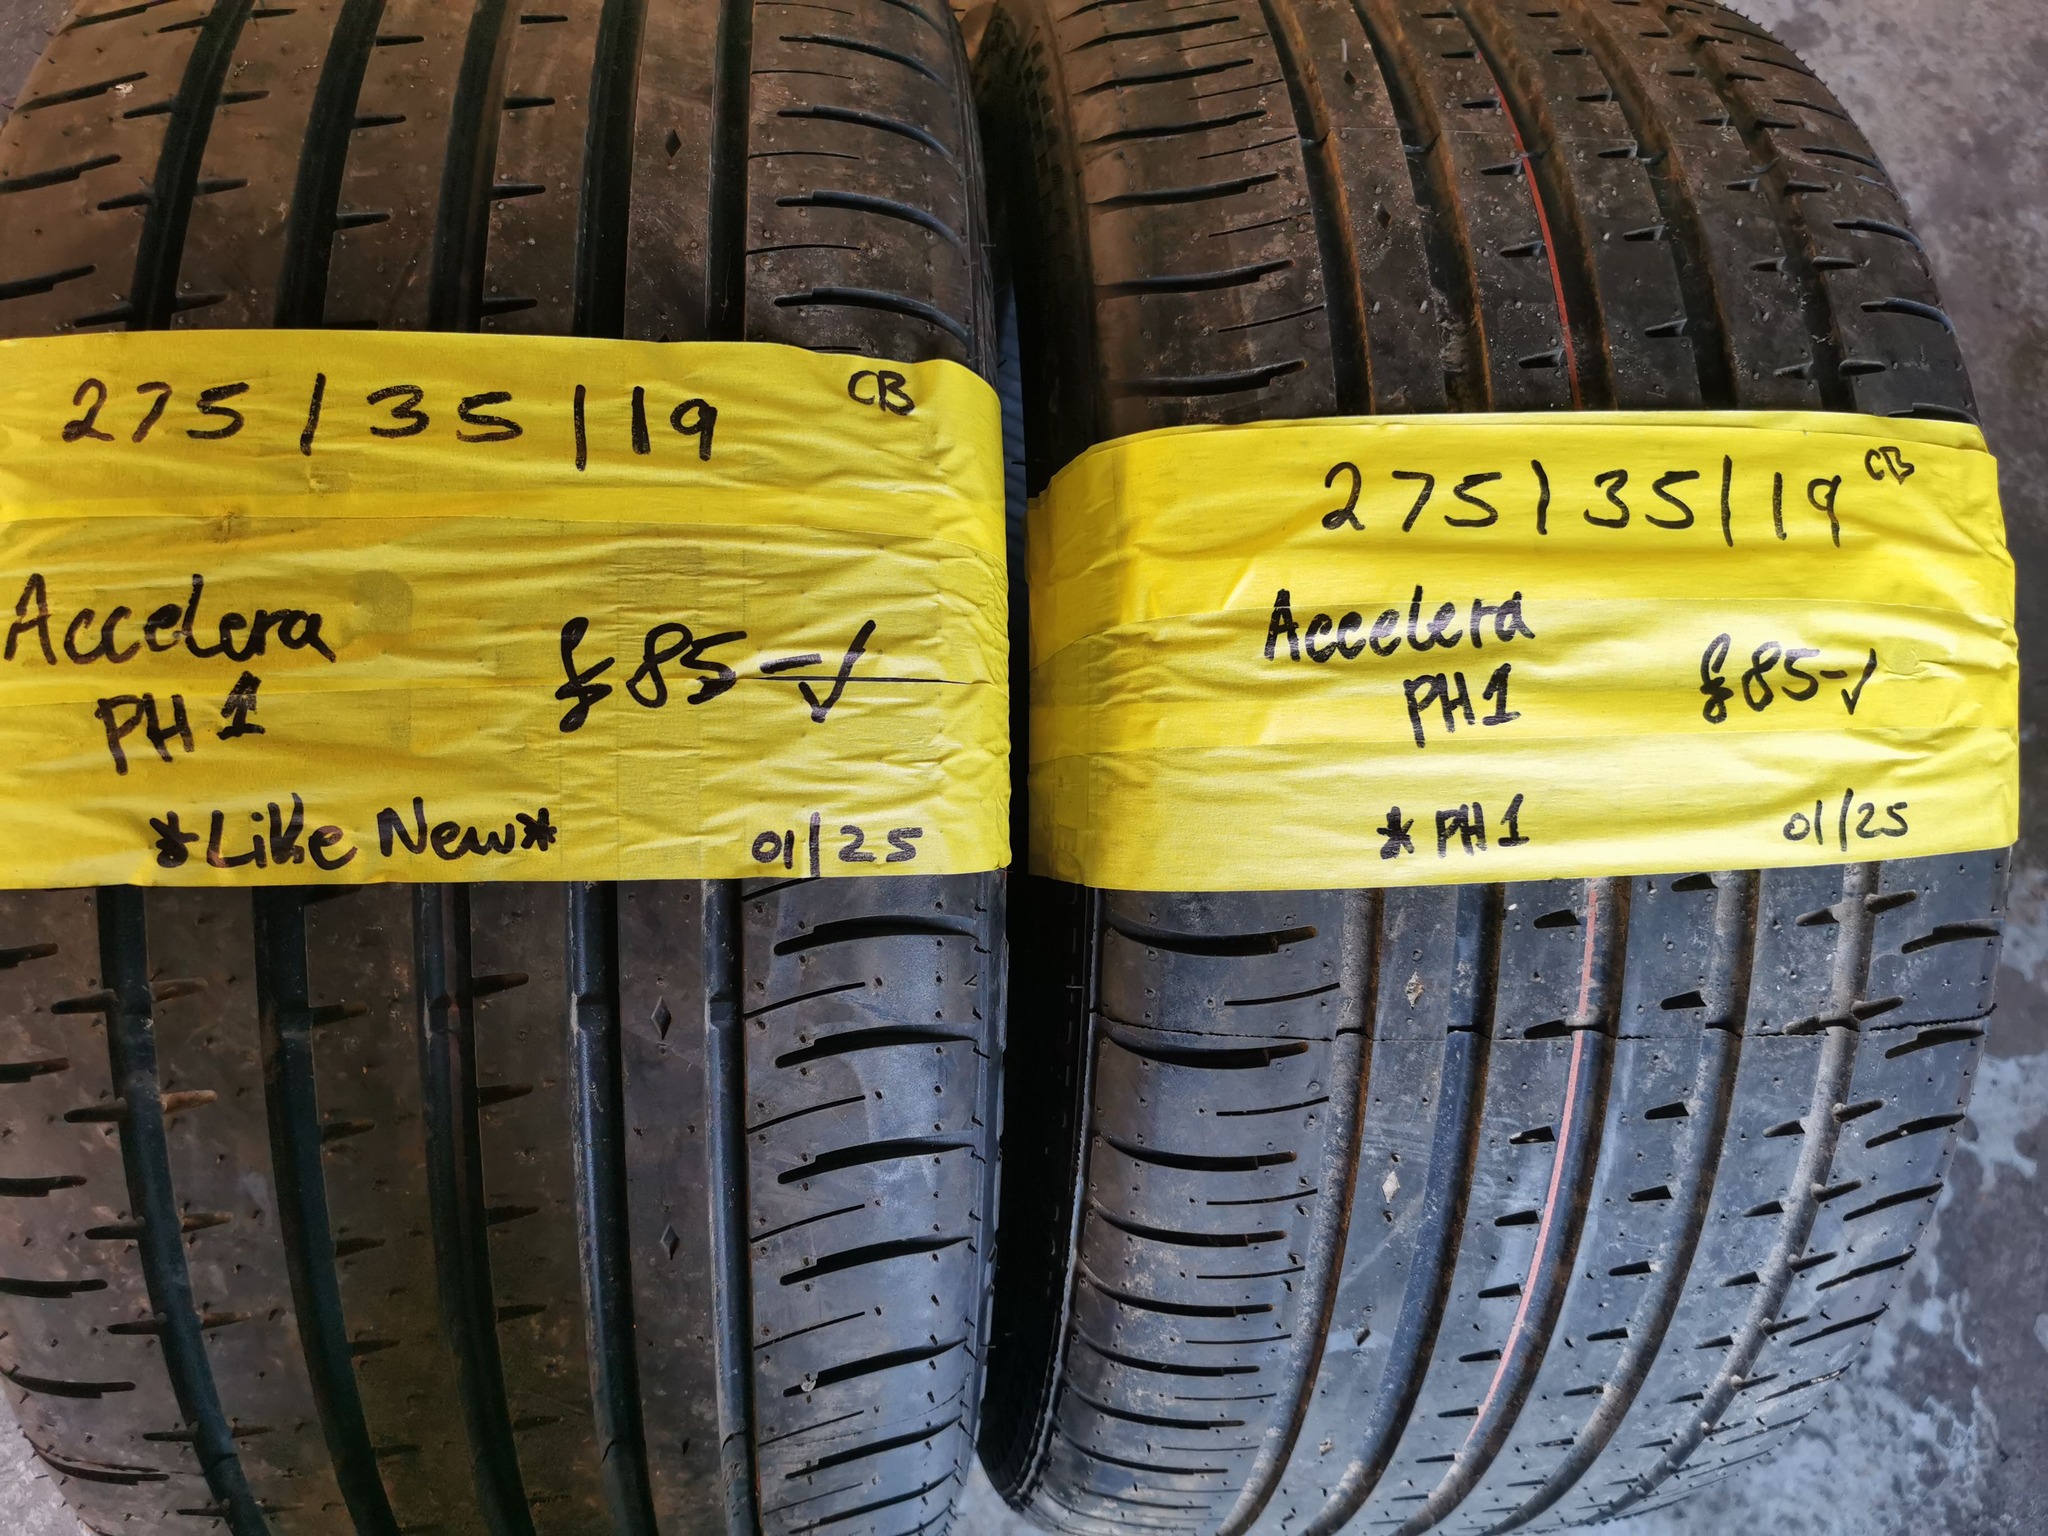 275/35/19 CB
Accelera
PH1
£85-✓
*Like New*
01/25
275/35/19 CB
Accelera
PH1
£85-✓
*PH1
01/25